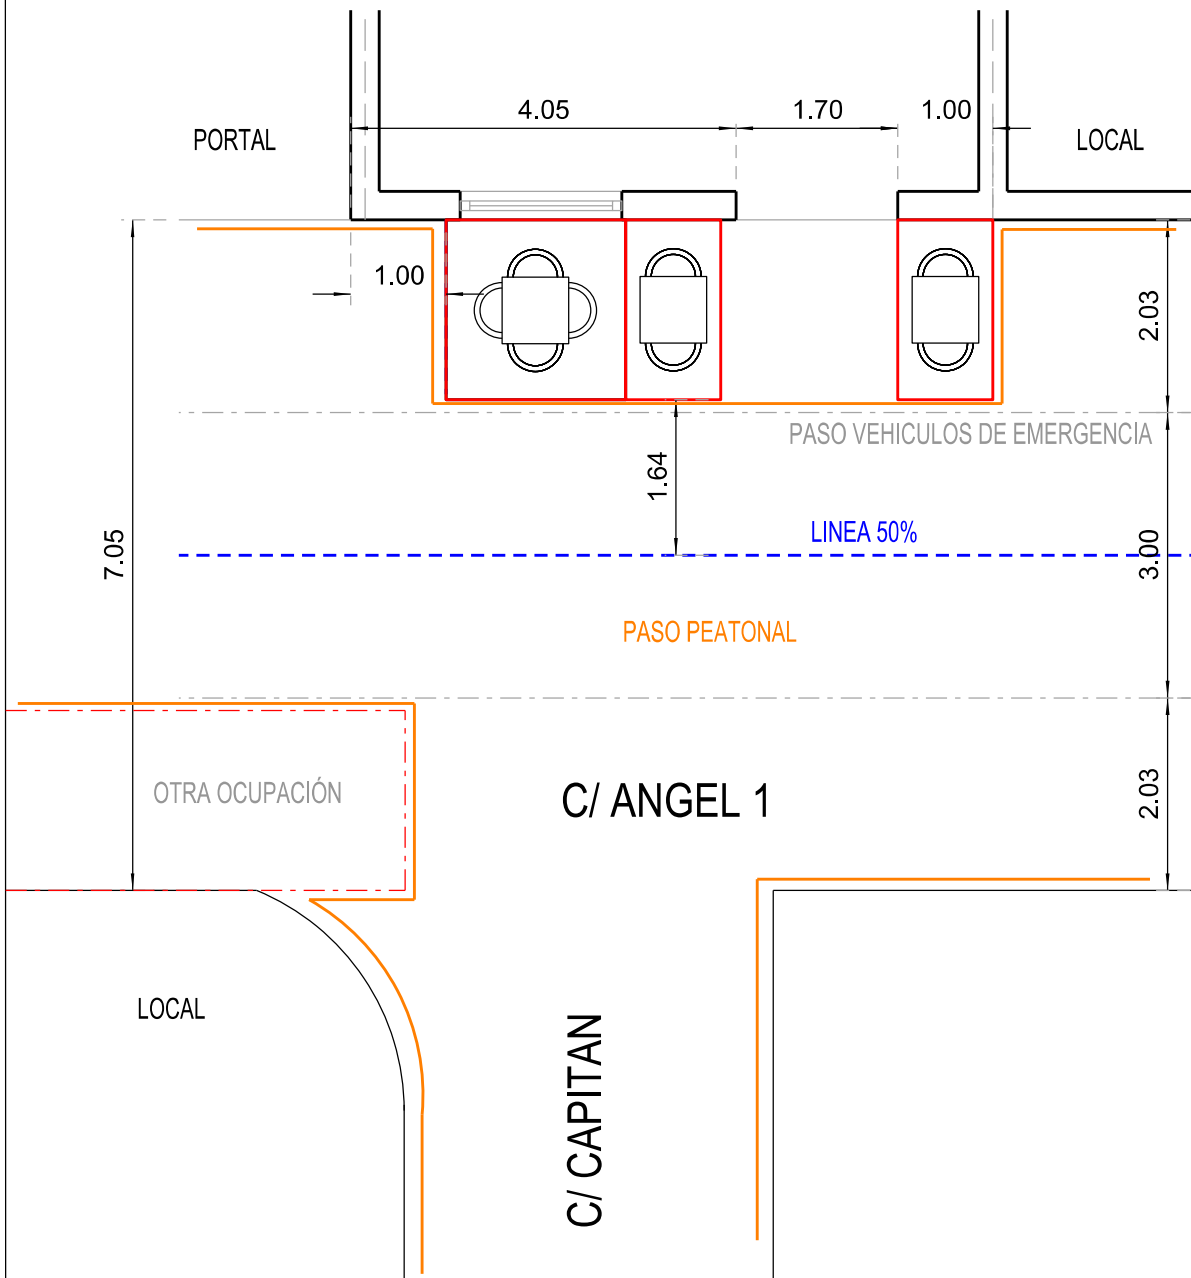 4.05
1.70
1.00
PORTAL
LOCAL
1.00
2.03
PASO VEHICULOS DE EMERGENCIA
1.64
LINEA 50%
7.05
3.00
PASO PEATONAL
OTRA OCUPACIÓN
C/ ANGEL 1
2.03
LOCAL
C/ CAPITAN